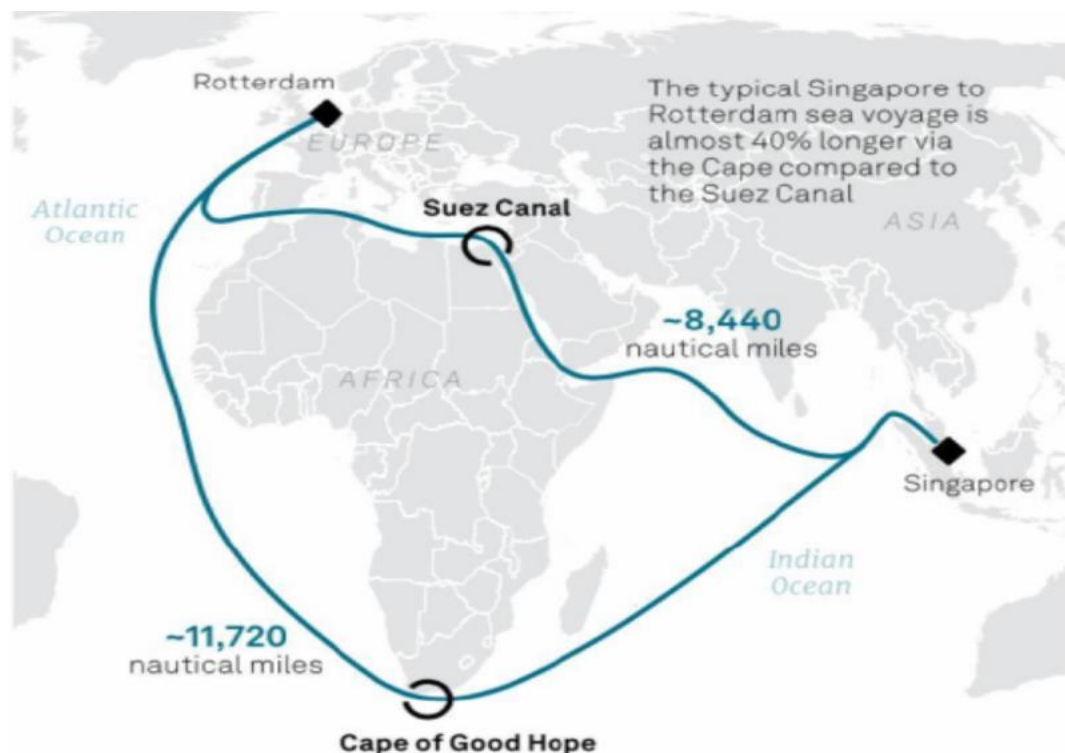 Rotterdam
The typical Singapore to
Rotterdam sea voyage is
almost 40% longer via
the Cape compared to
the Suez Canal
EUROPE
Atlantic
Ocean
Suez Canal
ASIA
~8,440
nautical miles
AFRICA
Singapore
Indian
Ocean
~11,720
nautical miles
Cape of Good Hope